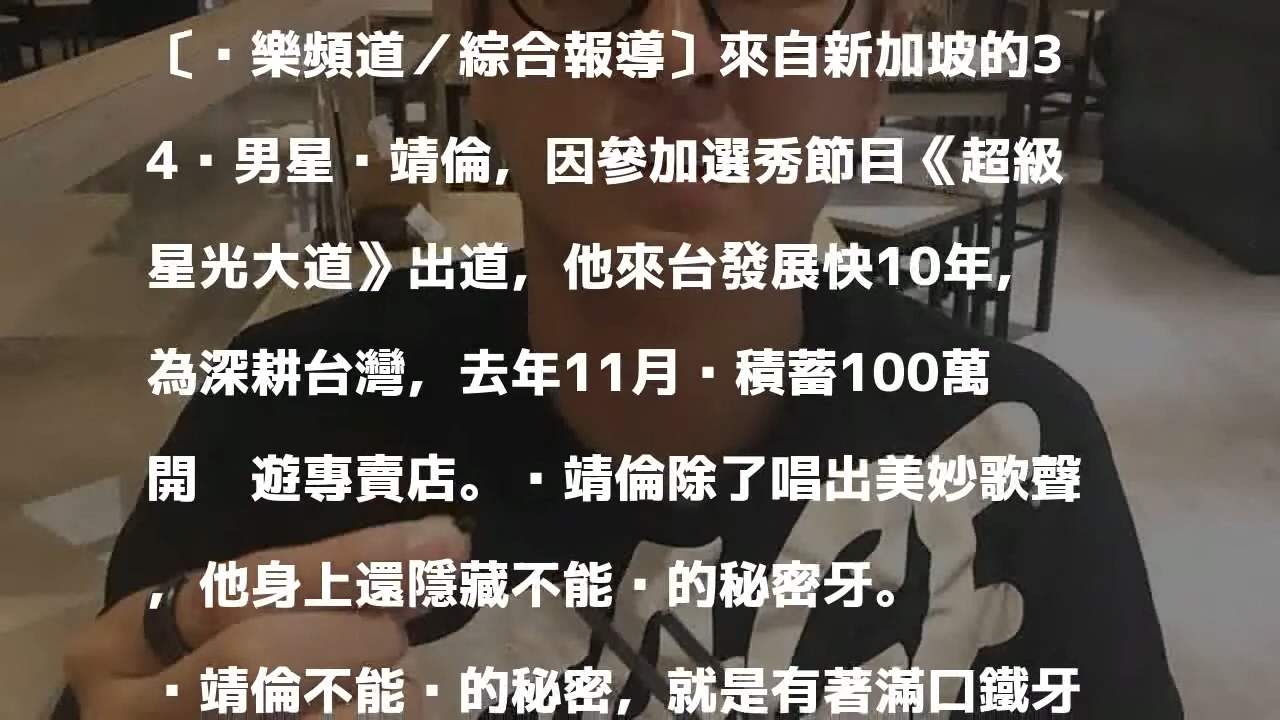 〔·樂頻道／綜合報導〕來自新加坡的3
4·男星·靖倫，因參加選秀節目《超級
星光大道》出道，他來台發展快10年，
為深耕台灣，去年11月·積蓄100萬
開　遊專賣店。·靖倫除了唱出美妙歌聲
，他身上還隱藏不能·的秘密牙。
·靖倫不能·的秘密，就是有著滿口鐵牙